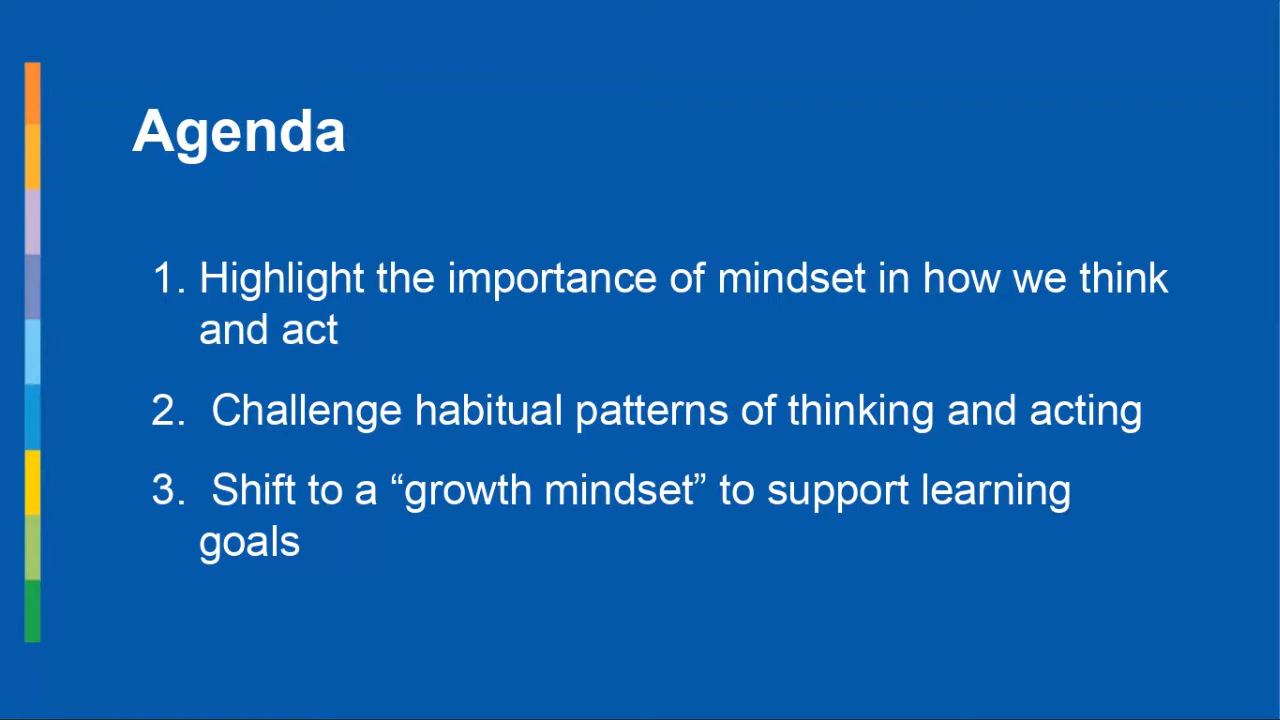 Agenda
1. Highlight the importance of mindset in how we think
and act
2. Challenge habitual patterns of thinking and acting
3. Shift to a “growth mindset” to support learning
goals